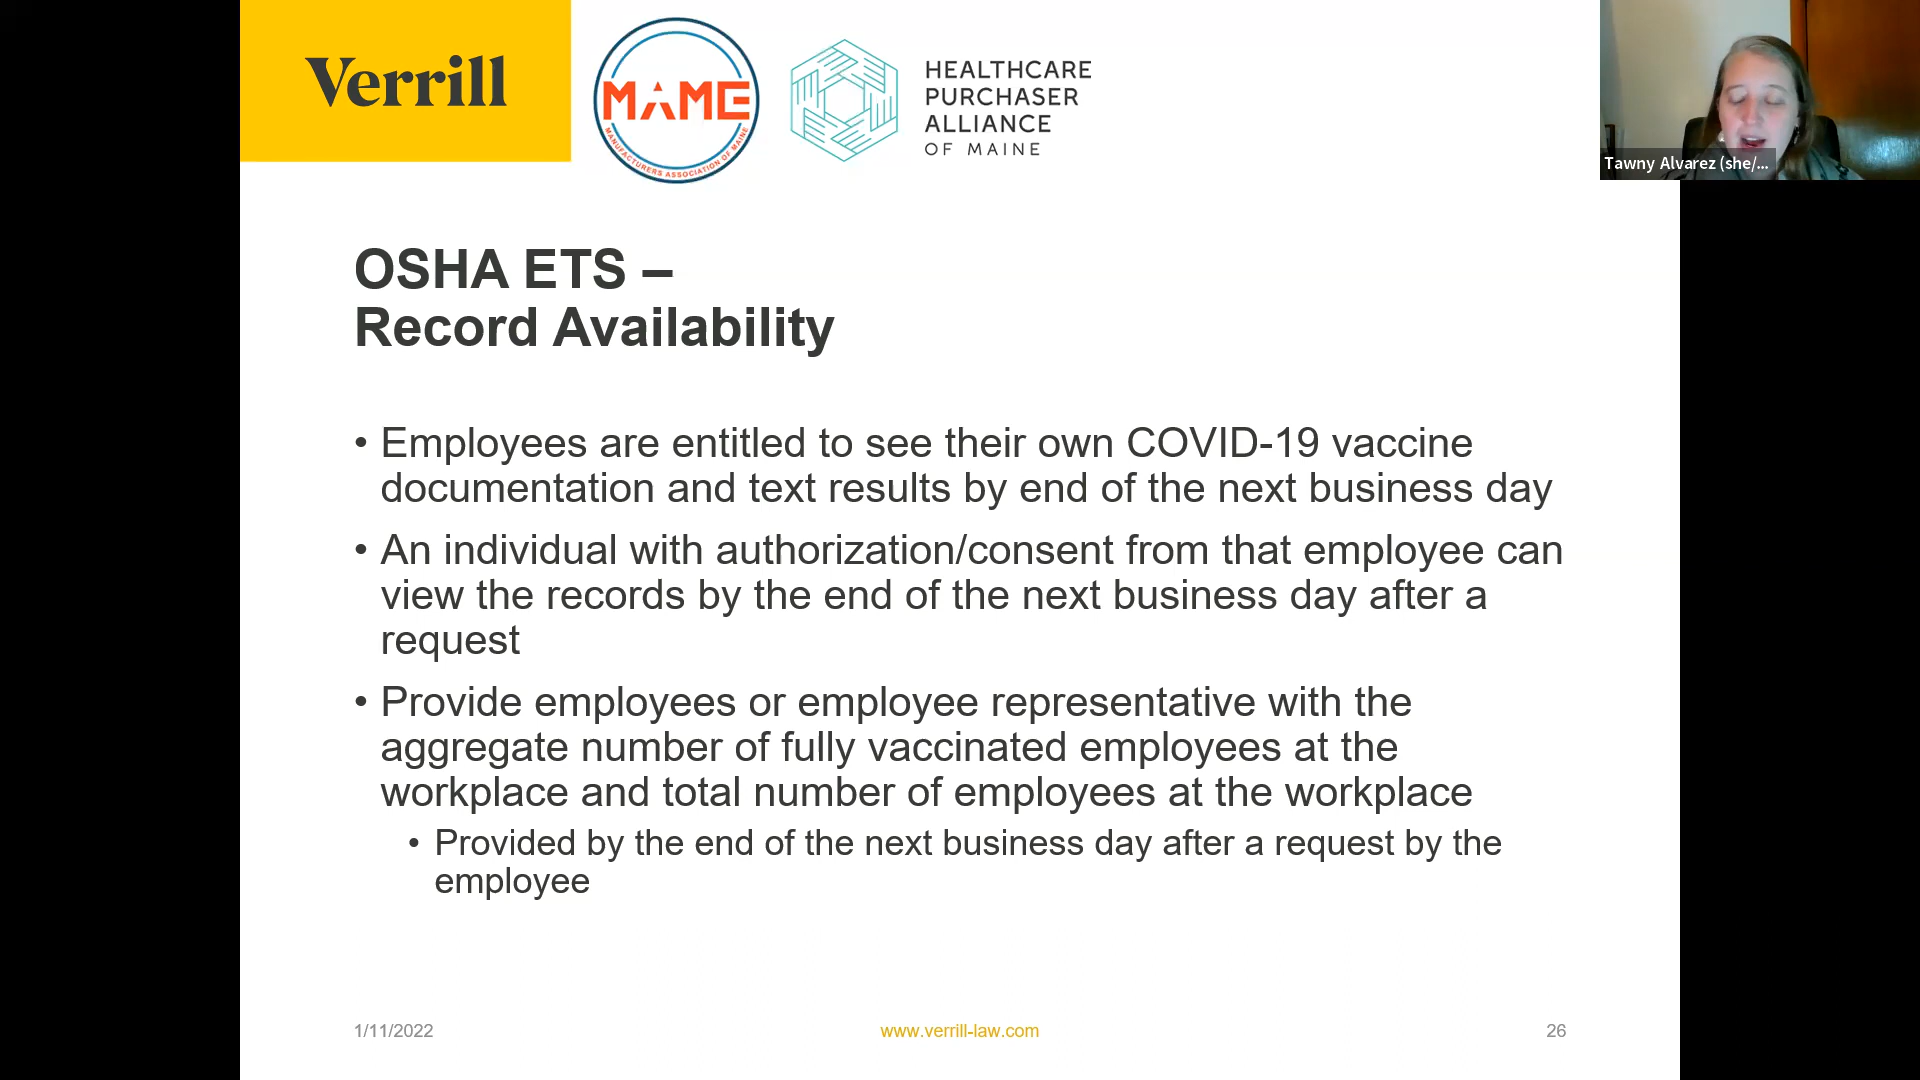 Verrill
MAME
MANUFACTURERS ASSOCIATION OF MAINE
HEALTHCARE
PURCHASER
ALLIANCE
OF MAINE
Tawny Alvarez (she/...
OSHA ETS –
Record Availability
• Employees are entitled to see their own COVID-19 vaccine
documentation and text results by end of the next business day
• An individual with authorization/consent from that employee can
view the records by the end of the next business day after a
request
• Provide employees or employee representative with the
aggregate number of fully vaccinated employees at the
workplace and total number of employees at the workplace
• Provided by the end of the next business day after a request by the
employee
1/11/2022
www.verrill-law.com
26